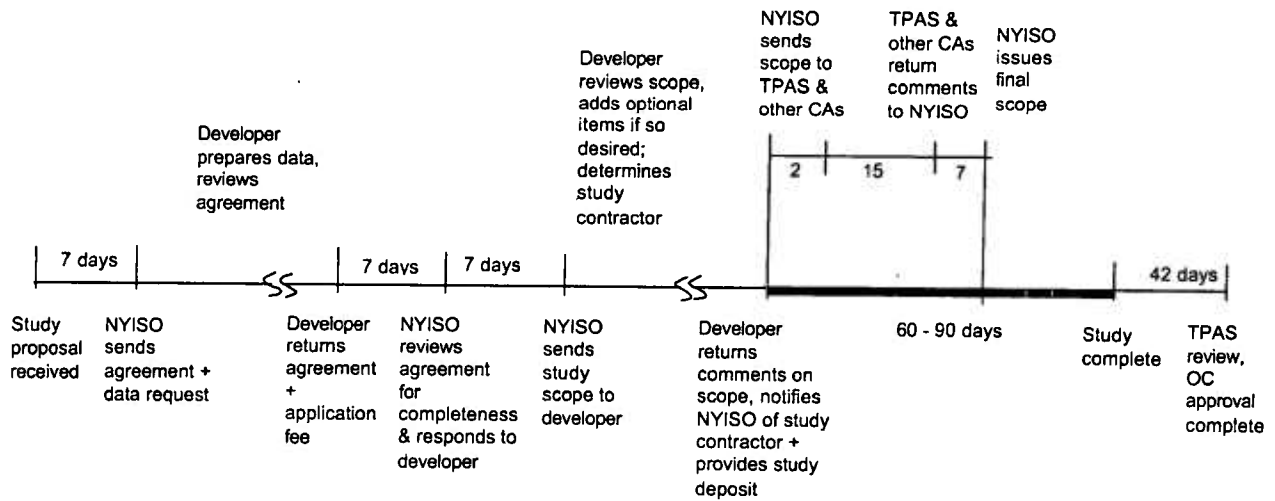 NYISO
sends
scope to
TPAS &
other CAs
TPAS &
other CAs
return
comments
to NYISO
NYISO
issues
final
scope
Developer
reviews scope,
adds optional
items if so
desired;
determines
study
contractor
Developer
prepares data,
reviews
agreement
2
15
7
7 days
7 days
7 days
42 days
Study
proposal
received
NYISO
sends
agreement +
data request
Developer
returns
agreement
+
application
fee
NYISO
reviews
agreement
for
completeness
& responds to
developer
NYISO
sends
study
scope to
developer
Developer
returns
comments on
scope, notifies
NYISO of study
contractor +
provides study
deposit
60 - 90 days
Study
complete
TPAS
review,
OC
approval
complete